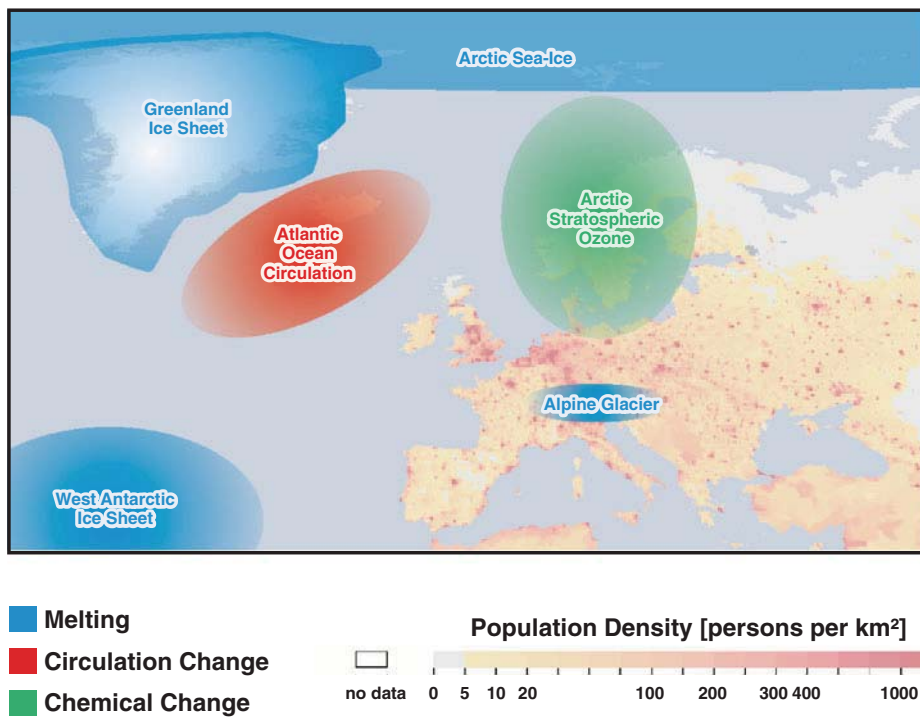 Arctic Sea-Ice
Greenland
Ice Sheet
Arctic
Stratospheric
Ozone
Atlantic
Ocean
Circulation
Alpine Glacier
West Antarctic
Ice Sheet
Melting
Circulation Change
Chemical Change
Population Density [persons per km²]
no data 0 5 10 20 100 200 300 400 1000